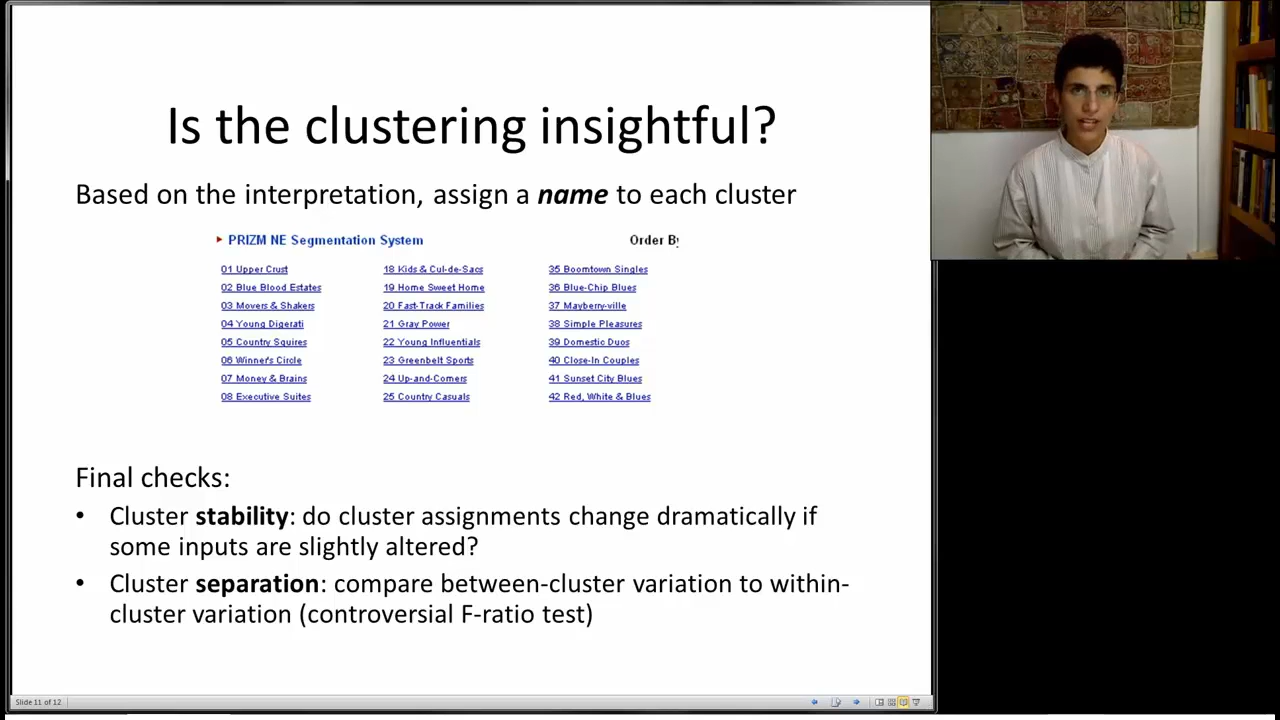 Is the clustering insightful?
Based on the interpretation, assign a name to each cluster
PRIZM NE Segmentation System Order By
01 Upper Crust 18 Kids & Cul-de-Sacs 35 Boomtown Singles
02 Blue Blood Estates 19 Home Sweet Home 36 Blue-Chip Blues
03 Movers & Shakers 20 Fast-Track Families 37 Mayberry-ville
04 Young Digerati 21 Gray Power 38 Simple Pleasures
05 Country Squires 22 Young Influentials 39 Domestic Duos
06 Winner's Circle 23 Greenbelt Sports 40 Close-In Couples
07 Money & Brains 24 Up-and-Comers 41 Sunset City Blues
08 Executive Suites 25 Country Casuals 42 Red, White & Blues
Final checks:
• Cluster stability: do cluster assignments change dramatically if
some inputs are slightly altered?
• Cluster separation: compare between-cluster variation to within-
cluster variation (controversial F-ratio test)
Slide 11 of 12